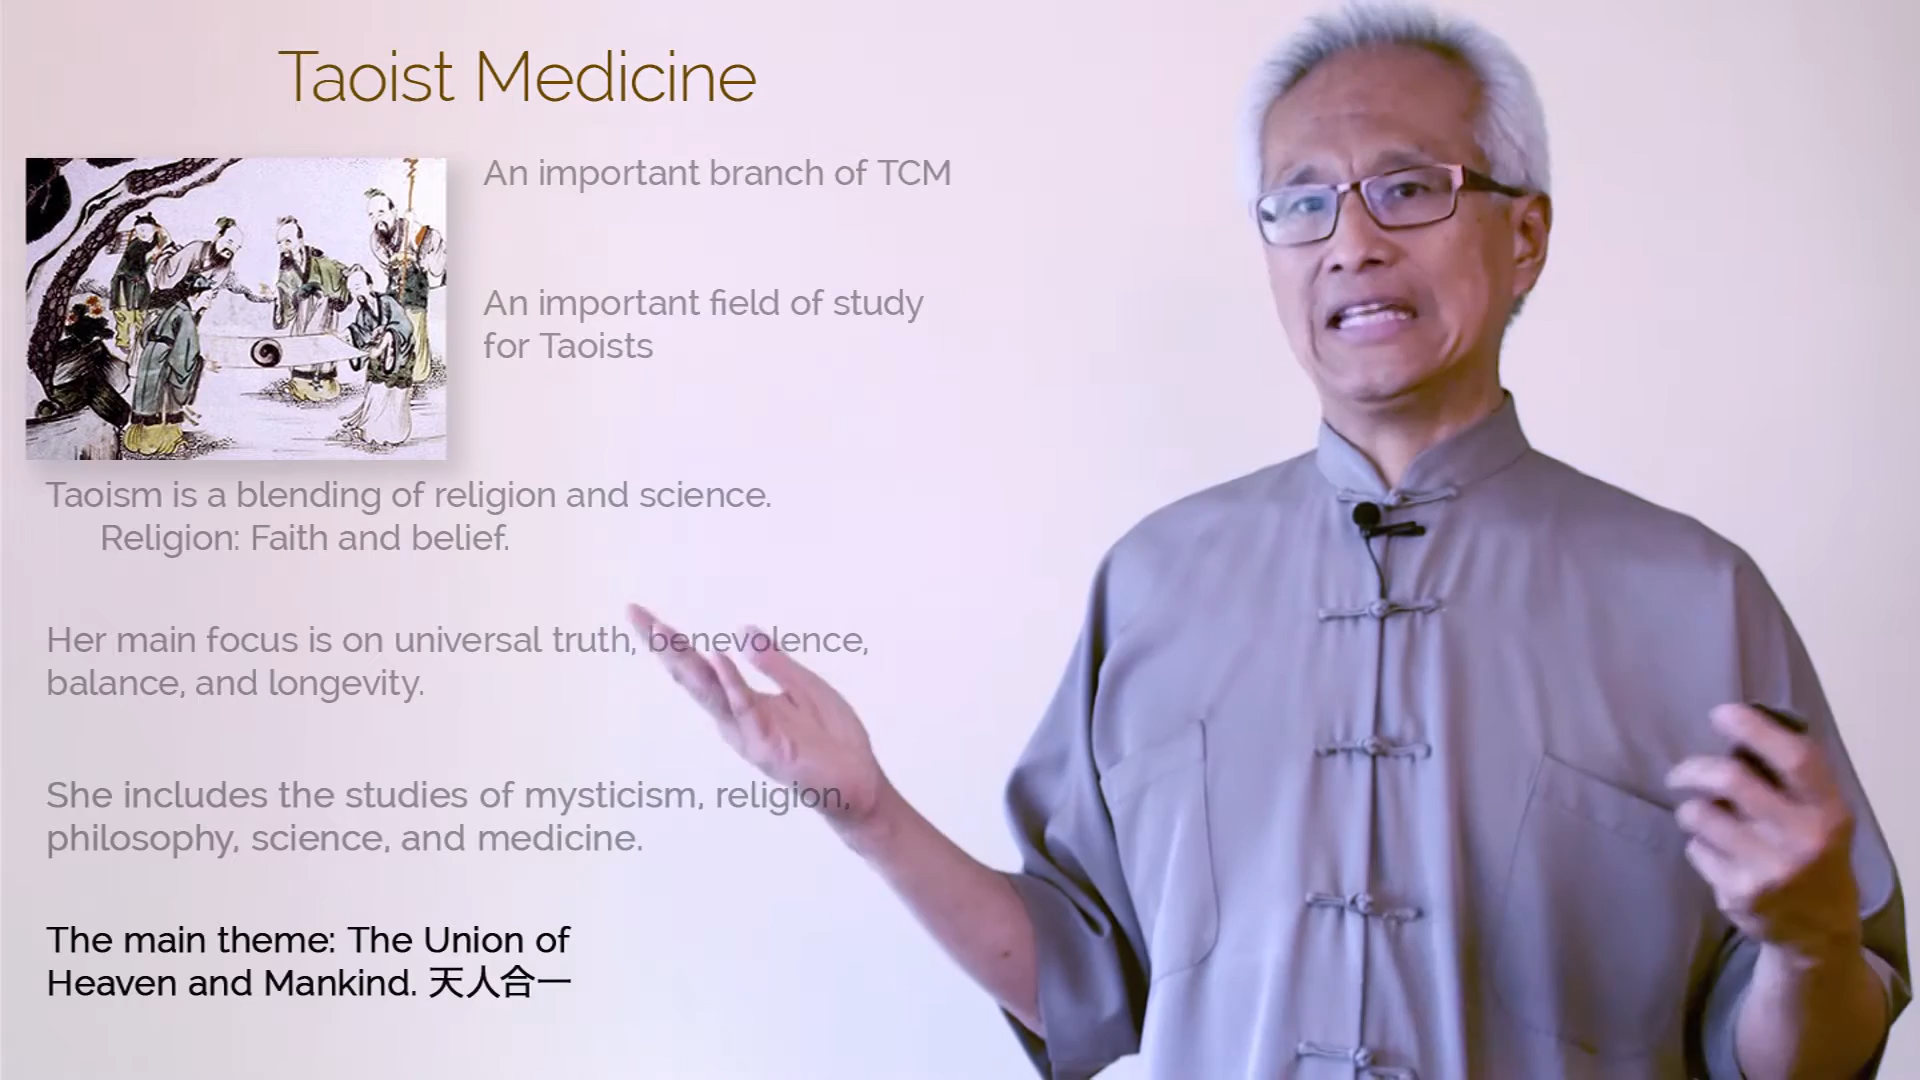 Taoist Medicine
An important branch of TCM
An important field of study
for Taoists
Taoism is a blending of religion and science.
Religion: Faith and belief.
Her main focus is on universal truth, benevolence,
balance, and longevity.
She includes the studies of mysticism, religion,
philosophy, science, and medicine.
The main theme: The Union of
Heaven and Mankind. 天人合一